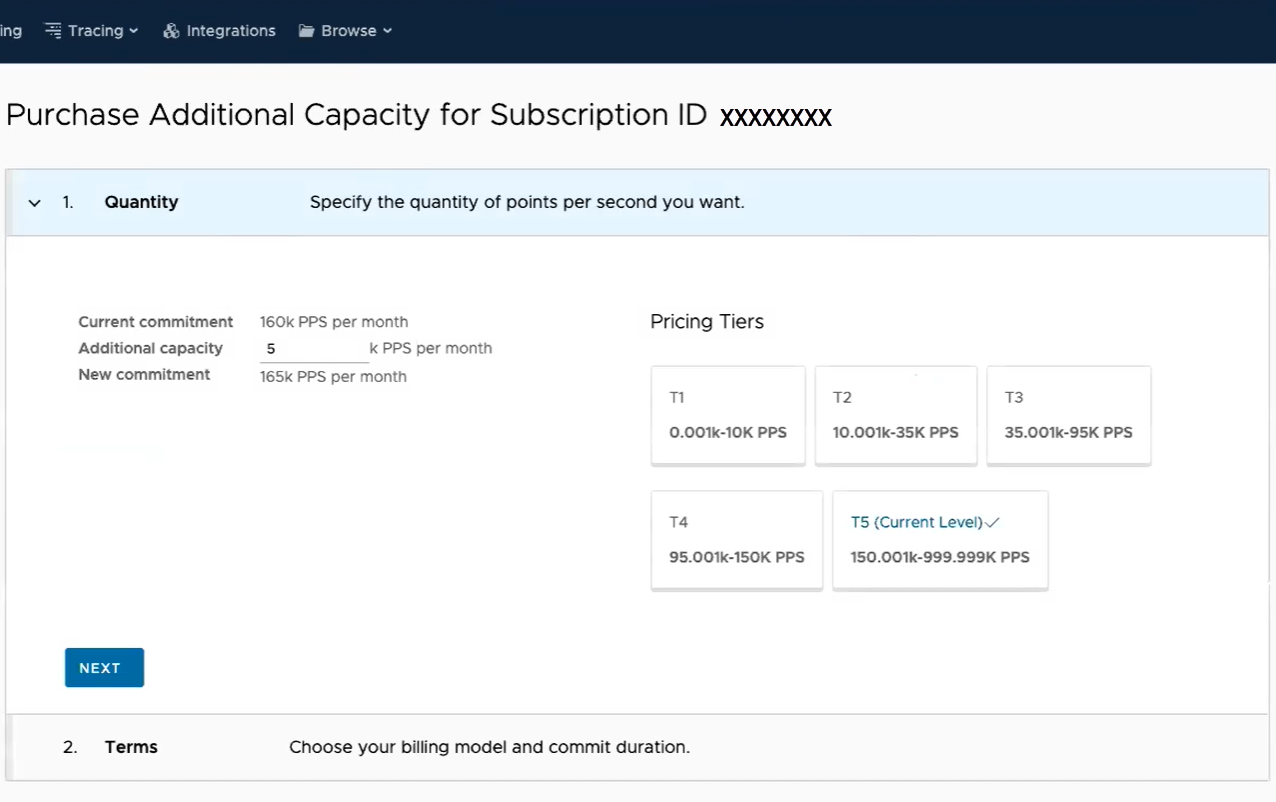 ing Tracing Integrations Browse
Purchase Additional Capacity for Subscription ID XXXXXXXX
1. Quantity Specify the quantity of points per second you want.
Current commitment 160k PPS per month
Additional capacity 5 k PPS per month
New commitment 165k PPS per month
Pricing Tiers
T1
0.001k-10K PPS
T2
10.001k-35K PPS
T3
35.001k-95K PPS
T4
95.001k-150K PPS
T5 (Current Level)✓
150.001k-999.999K PPS
NEXT
2. Terms Choose your billing model and commit duration.